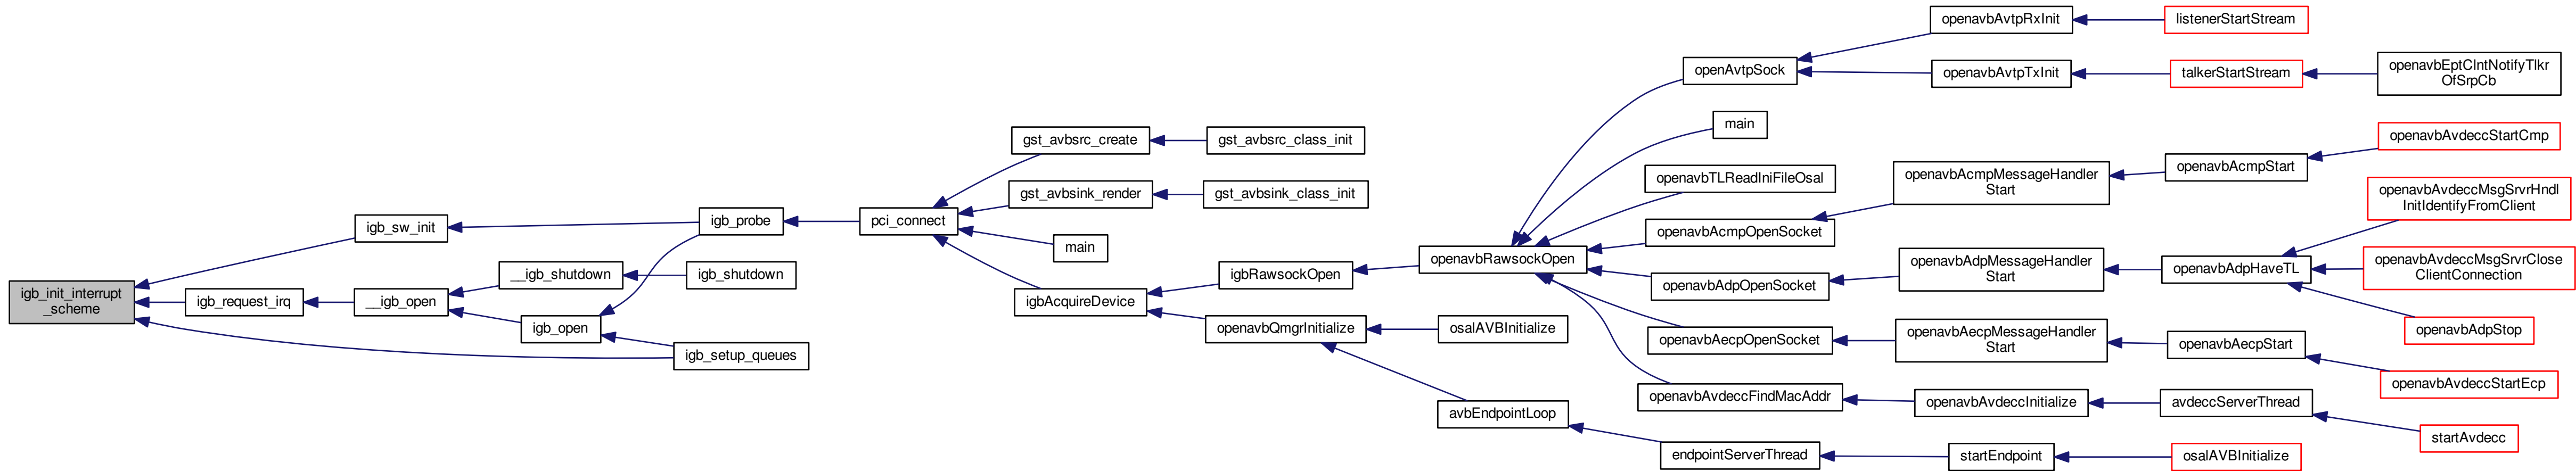 igb_init_interrupt
_scheme
igb_sw_init
igb_request_irq
__igb_open
__igb_shutdown
igb_open
igb_probe
igb_shutdown
igb_setup_queues
pci_connect
gst_avbsrc_create
gst_avbsink_render
main
igbAcquireDevice
gst_avbsrc_class_init
gst_avbsink_class_init
igbRawsockOpen
openavbQmgrInitialize
openavbRawsockOpen
osalAVBInitialize
avbEndpointLoop
openAvtpSock
main
openavbTLReadIniFileOsal
openavbAcmpOpenSocket
openavbAdpOpenSocket
openavbAecpOpenSocket
openavbAvdeccFindMacAddr
endpointServerThread
openavbAvtpRxInit
openavbAvtpTxInit
openavbAcmpMessageHandler
Start
openavbAdpMessageHandler
Start
openavbAecpMessageHandler
Start
openavbAvdeccInitialize
startEndpoint
listenerStartStream
talkerStartStream
openavbAcmpStart
openavbAdpHaveTL
openavbAecpStart
avdeccServerThread
osalAVBInitialize
openavbEptClntNotifyTlkr
OfSrpCb
openavbAvdeccStartCmp
openavbAvdeccMsgSrvrHndl
InitIdentifyFromClient
openavbAvdeccMsgSrvrClose
ClientConnection
openavbAdpStop
openavbAvdeccStartEcp
startAvdecc